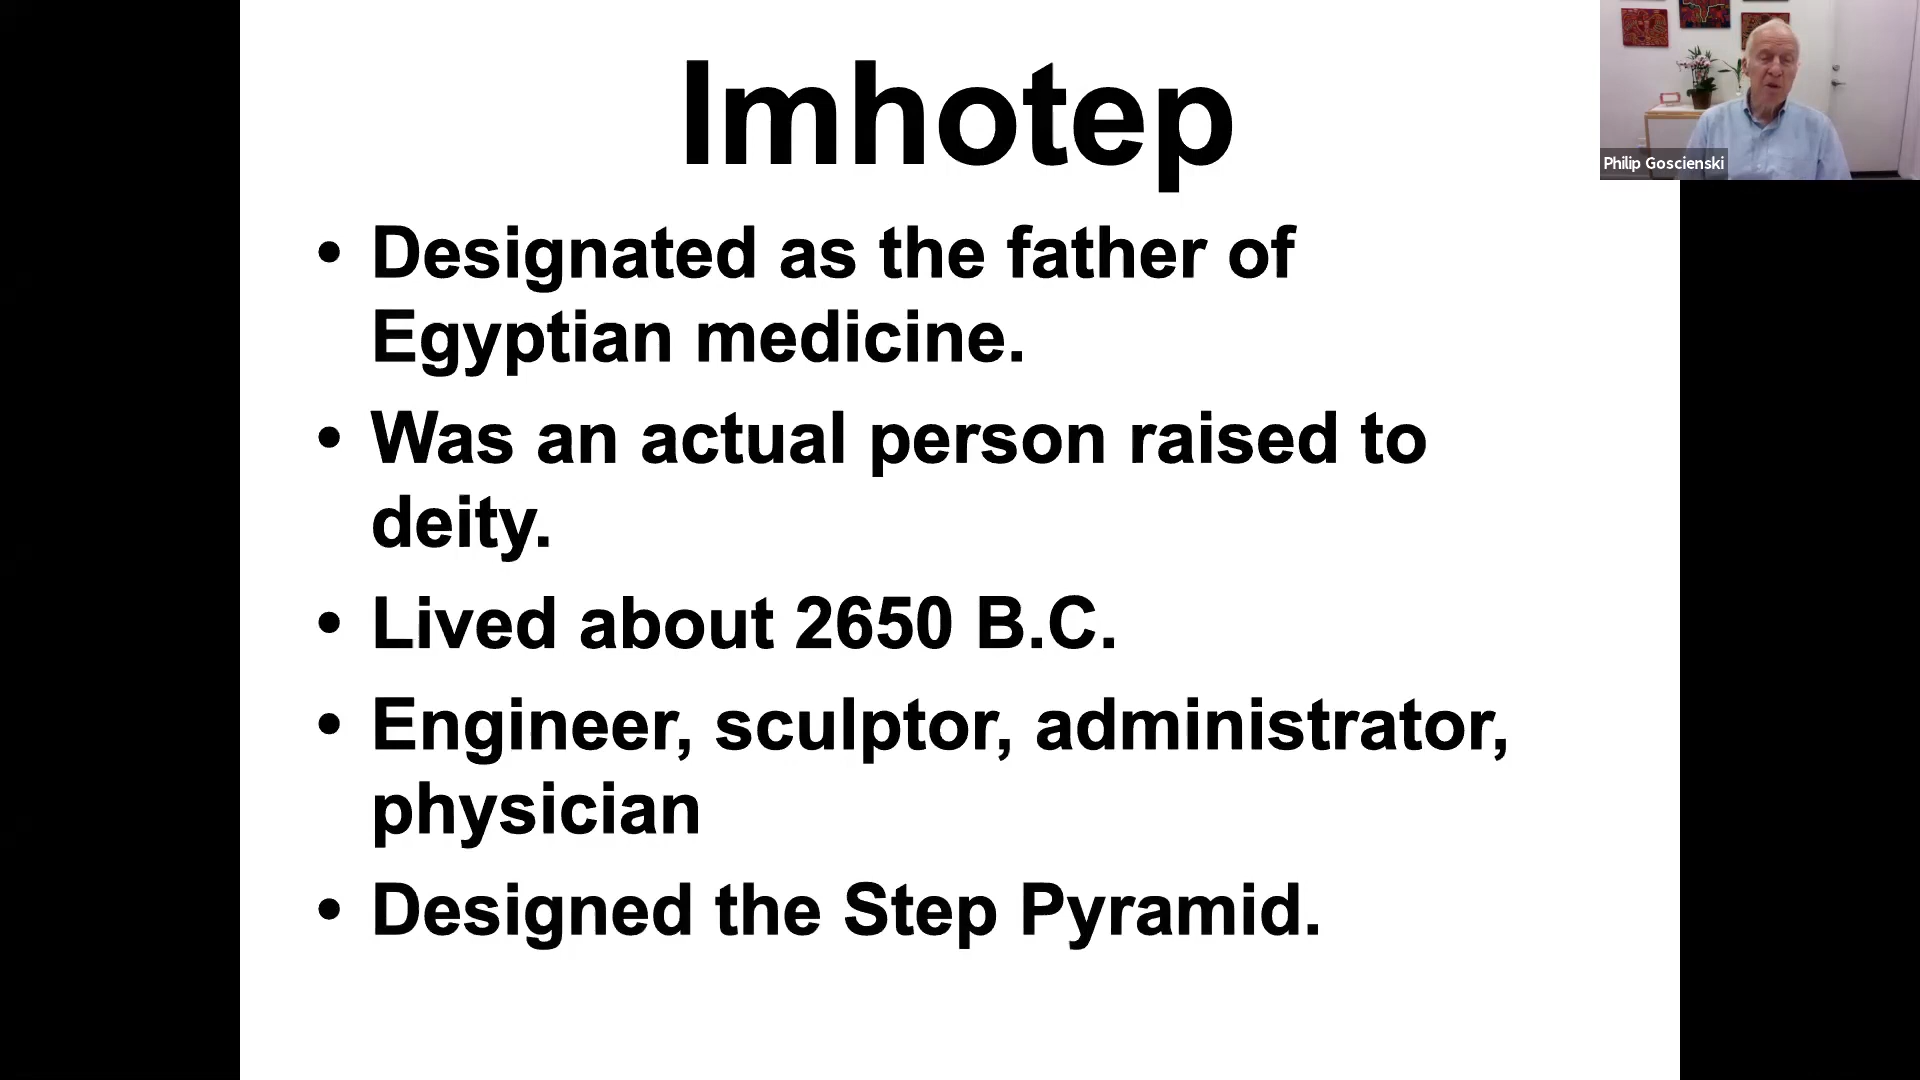 Imhotep
• Designated as the father of
Egyptian medicine.
• Was an actual person raised to
deity.
• Lived about 2650 B.C.
• Engineer, sculptor, administrator,
physician
• Designed the Step Pyramid.
Philip Goscienski